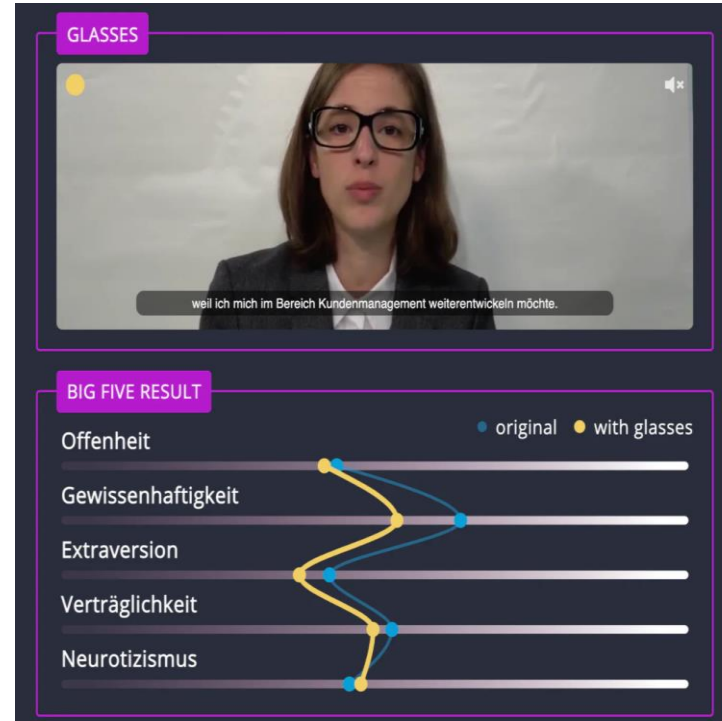 GLASSES
weil ich mich im Bereich Kundenmanagement weiterentwickeln möchte.
BIG FIVE RESULT
original with glasses
Offenheit
Gewissenhaftigkeit
Extraversion
Verträglichkeit
Neurotizismus